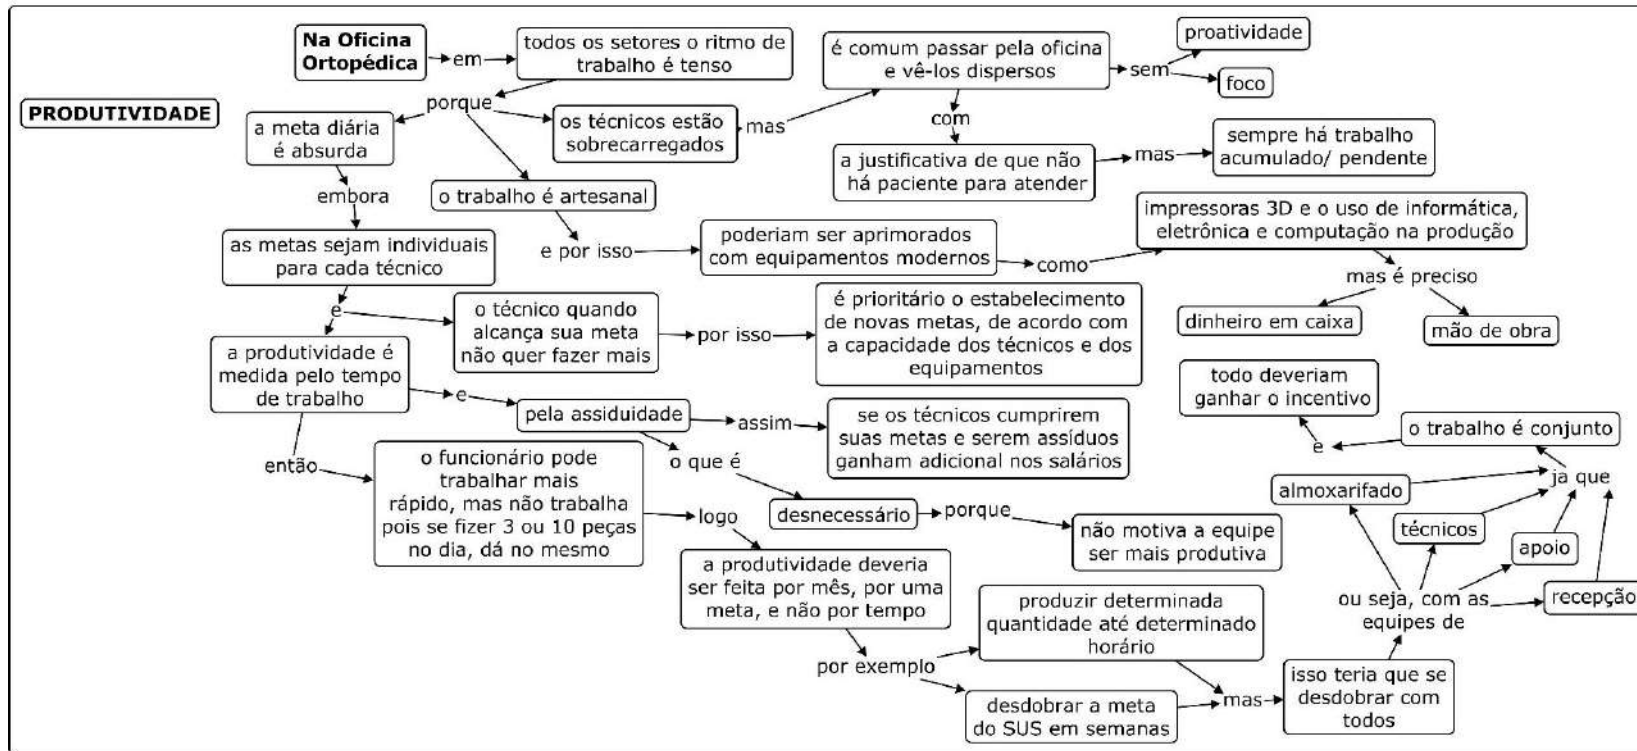 Na Oficina
Ortopédica
em
todos os setores o ritmo de
trabalho é tenso
PRODUTIVIDADE
porque
a meta diária
é absurda
os técnicos estão
sobrecarregados
mas
é comum passar pela oficina
e vê-los dispersos
sem
proatividade
foco
com
a justificativa de que não
há paciente para atender
mas
sempre há trabalho
acumulado/ pendente
embora
o trabalho é artesanal
e por isso
poderiam ser aprimorados
com equipamentos modernos
como
impressoras 3D e o uso de informática,
eletrônica e computação na produção
mas é preciso
dinheiro em caixa
mão de obra
as metas sejam individuais
para cada técnico
e
o técnico quando
alcança sua meta
não quer fazer mais
por isso
é prioritário o estabelecimento
de novas metas, de acordo com
a capacidade dos técnicos e dos
equipamentos
a produtividade é
medida pelo tempo
de trabalho
e
pela assiduidade
assim
se os técnicos cumprirem
suas metas e serem assíduos
ganham adicional nos salários
o que é
desnecessário
porque
não motiva a equipe
ser mais produtiva
então
o funcionário pode
trabalhar mais
rápido, mas não trabalha
pois se fizer 3 ou 10 peças
no dia, dá no mesmo
logo
a produtividade deveria
ser feita por mês, por uma
meta, e não por tempo
por exemplo
produzir determinada
quantidade até determinado
horário
desdobrar a meta
do SUS em semanas
mas
isso teria que se
desdobrar com
todos
ou seja, com as
equipes de
almoxarifado
técnicos
apoio
recepção
ja que
o trabalho é conjunto
e
todo deveriam
ganhar o incentivo